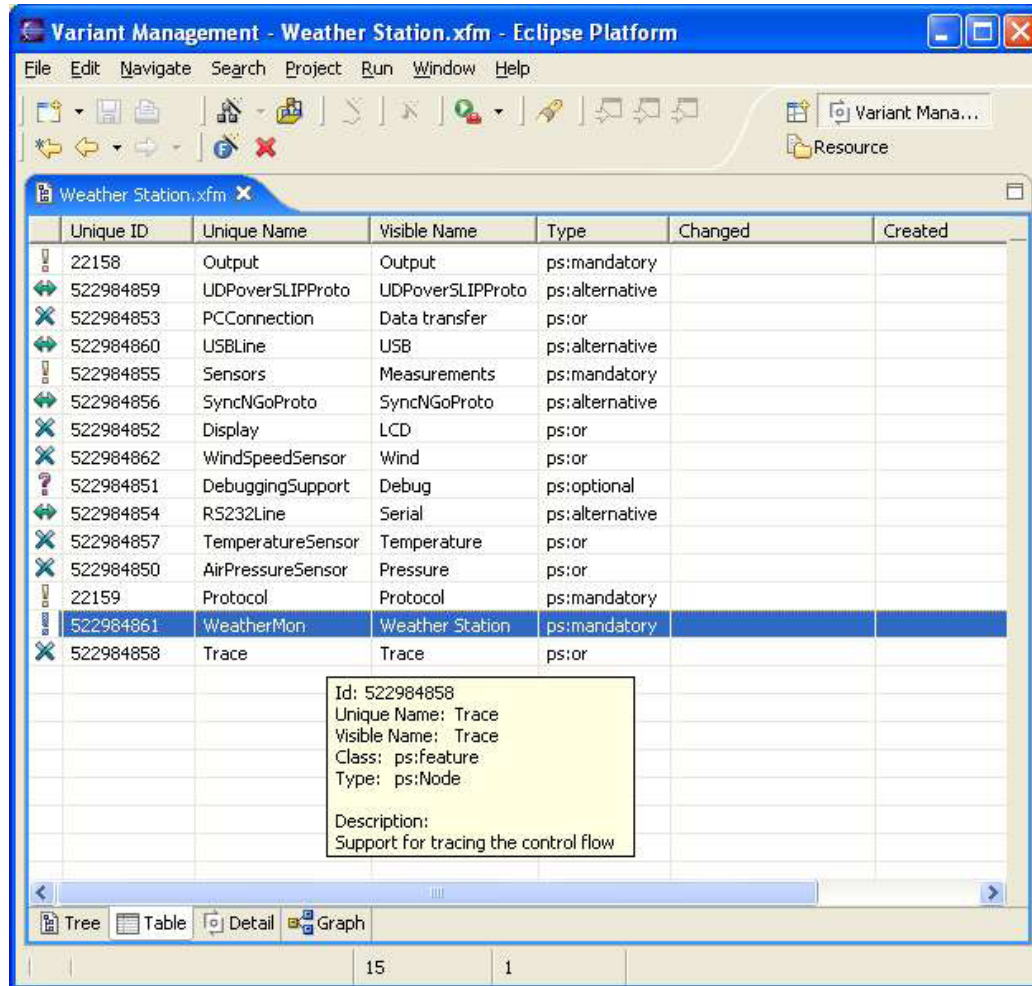 Variant Management - Weather Station.xfm - Eclipse Platform
File Edit Navigate Search Project Run Window Help
Variant Mana...
Resource
Weather Station.xfm
Unique ID Unique Name Visible Name Type Changed Created
22158 Output Output ps:mandatory
522984859 UDPoverSLIPProto UDPoverSLIPProto ps:alternative
522984853 PCConnection Data transfer ps:or
522984860 USBLine USB ps:alternative
522984855 Sensors Measurements ps:mandatory
522984856 SyncNGoProto SyncNGoProto ps:alternative
522984852 Display LCD ps:or
522984862 WindSpeedSensor Wind ps:or
522984851 DebuggingSupport Debug ps:optional
522984854 RS232Line Serial ps:alternative
522984857 TemperatureSensor Temperature ps:or
522984850 AirPressureSensor Pressure ps:or
22159 Protocol Protocol ps:mandatory
522984861 WeatherMon Weather Station ps:mandatory
522984858 Trace Trace ps:or
Id: 522984858
Unique Name: Trace
Visible Name: Trace
Class: ps:feature
Type: ps:Node
Description:
Support for tracing the control flow
Tree Table Detail Graph
15 1